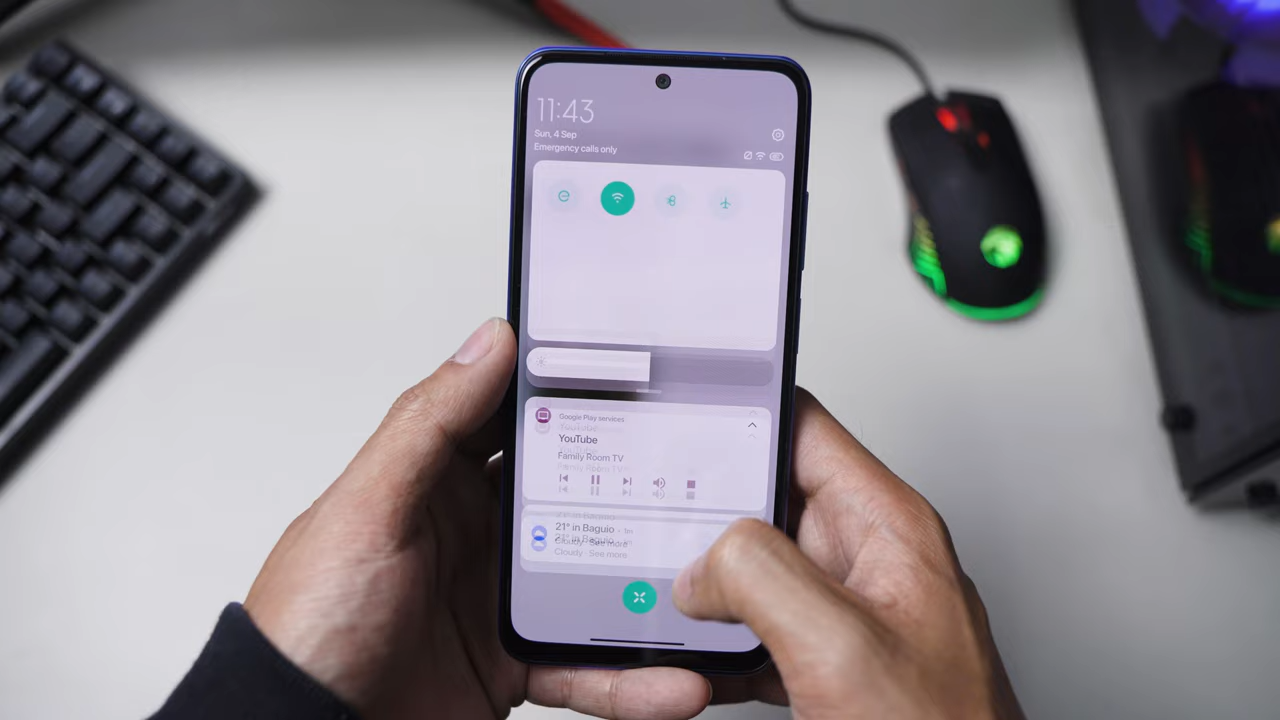 11:43
Sun, 4 Sep
Emergency calls only
Google Play services
YouTube
Family Room TV
21° in Baguio · 1m
Cloudy · See more